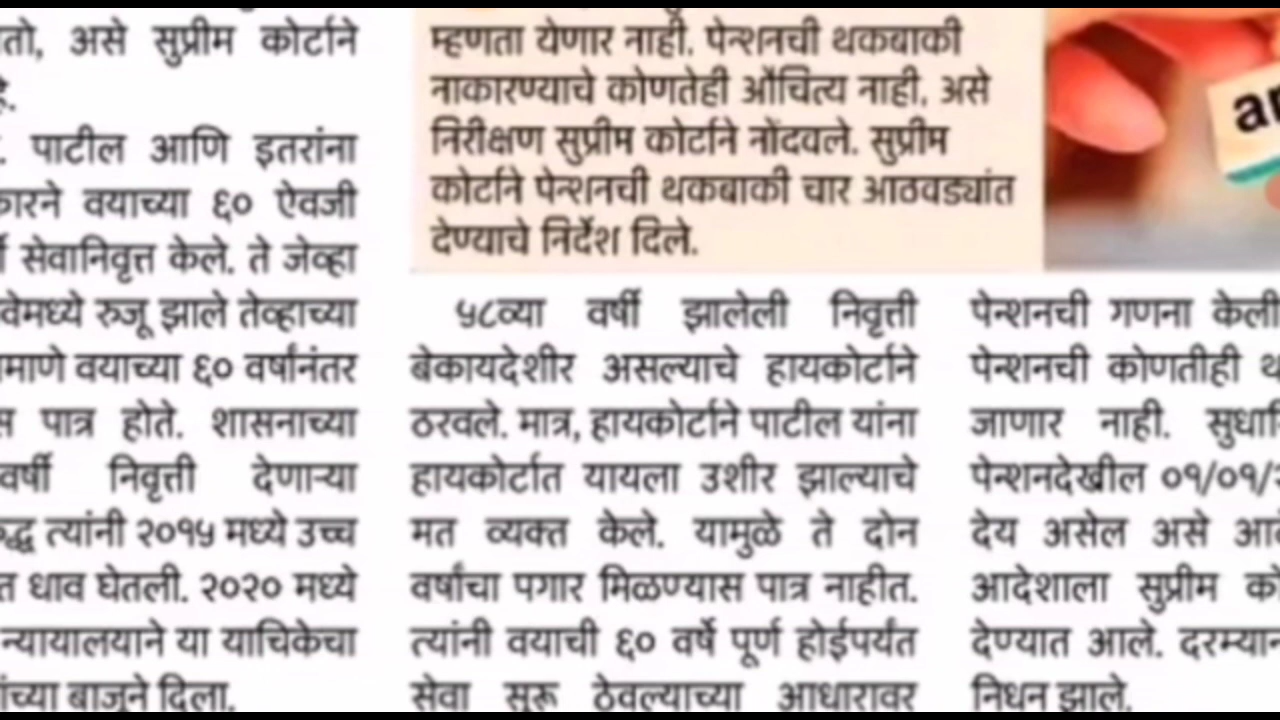 तो, असे सुप्रीम कोर्टाने
हे.
. पाटील आणि इतरांना
कारने वयाच्या ६० ऐवजी
सेवानिवृत्त केले. ते जेव्हा
वेमध्ये रुजू झाले तेव्हाच्या
माणे वयाच्या ६० वर्षांनंतर
स पात्र होते. शासनाच्या
वर्षी निवृत्ती देणाऱ्या
द्ध त्यांनी २०१५ मध्ये उच्च
त धाव घेतली. २०२० मध्ये
न्यायालयाने या याचिकेचा
ांच्या बाजूने दिला.
म्हणता येणार नाही. पेन्शनची थकबाकी
नाकारण्याचे कोणतेही औचित्य नाही, असे
निरीक्षण सुप्रीम कोर्टाने नोंदवले. सुप्रीम
कोर्टाने पेन्शनची थकबाकी चार आठवड्यांत
देण्याचे निर्देश दिले.
५८व्या वर्षी झालेली निवृत्ती
बेकायदेशीर असल्याचे हायकोर्टाने
ठरवले. मात्र, हायकोर्टाने पाटील यांना
हायकोर्टात यायला उशीर झाल्याचे
मत व्यक्त केले. यामुळे ते दोन
वर्षांचा पगार मिळण्यास पात्र नाहीत.
त्यांनी वयाची ६० वर्षे पूर्ण होईपर्यंत
सेवा सुरू ठेवल्याच्या आधारावर
पेन्शनची गणना केली
पेन्शनची कोणतीही थ
जाणार नाही. सुधारि
पेन्शनदेखील ०१/०१/२
देय असेल असे आ
आदेशाला सुप्रीम को
देण्यात आले. दरम्यान
निधन झाले.